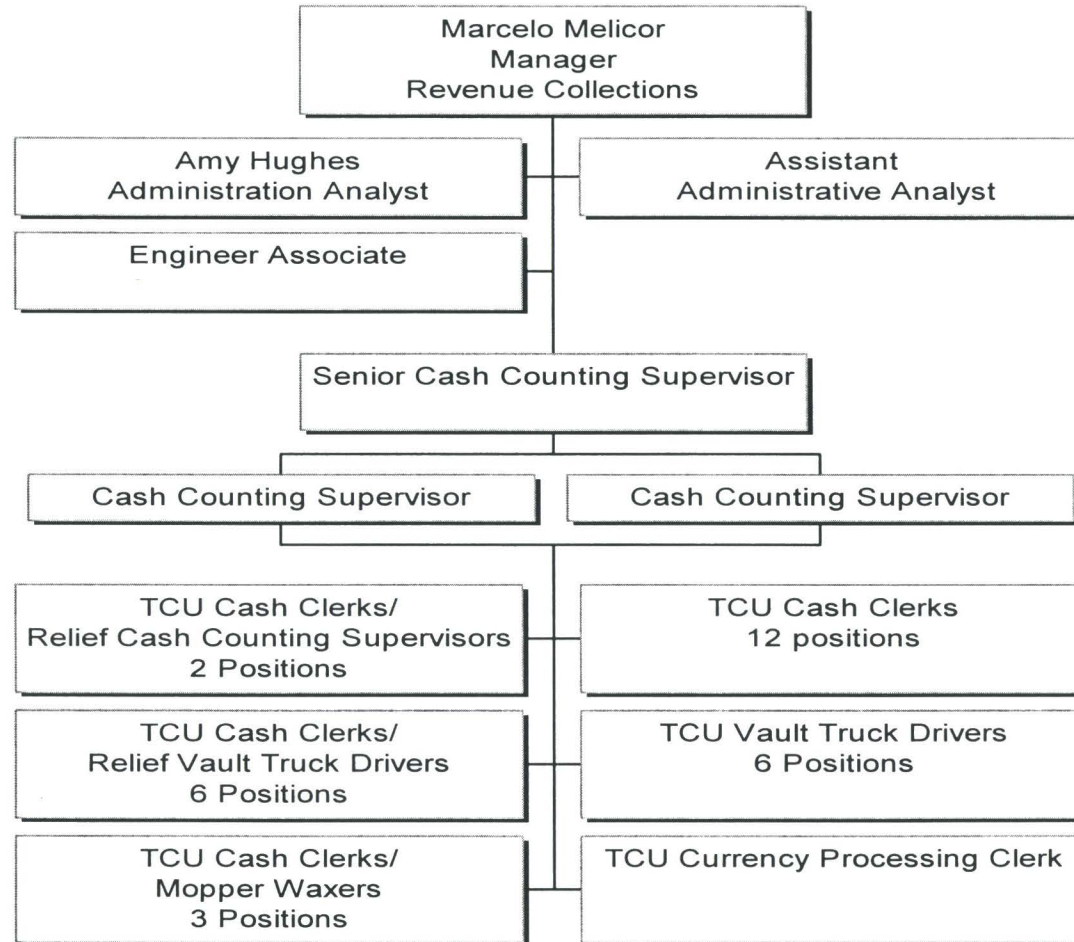 Marcelo Melicor
Manager
Revenue Collections
Amy Hughes
Administration Analyst
Assistant
Administrative Analyst
Engineer Associate
Senior Cash Counting Supervisor
Cash Counting Supervisor
Cash Counting Supervisor
TCU Cash Clerks/
Relief Cash Counting Supervisors
2 Positions
TCU Cash Clerks
12 positions
TCU Cash Clerks/
Relief Vault Truck Drivers
6 Positions
TCU Vault Truck Drivers
6 Positions
TCU Cash Clerks/
Mopper Waxers
3 Positions
TCU Currency Processing Clerk